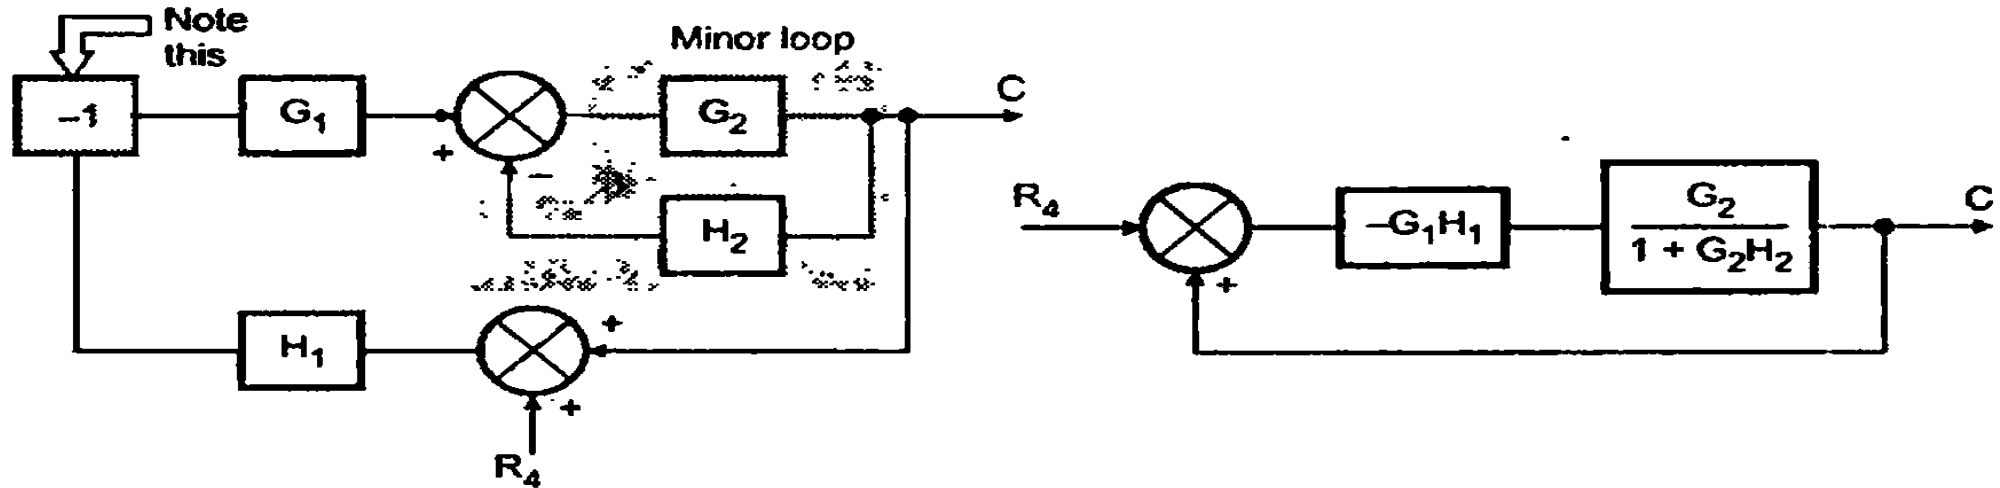 Note
this
Minor loop
–1
G₁
G₂
C
+
–
H₂
H₁
+
+
R₄
R₄
–G₁H₁
G₂
1 + G₂H₂
C
+